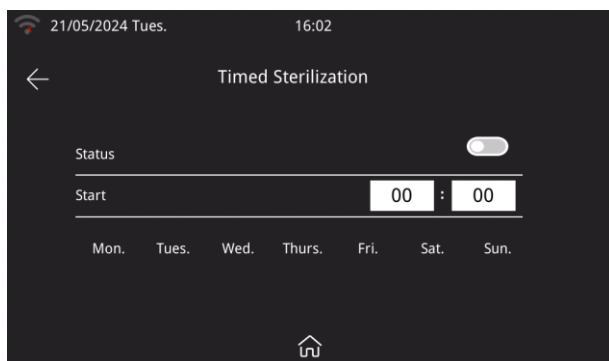 21/05/2024 Tues. 16:02
Timed Sterilization
Status
Start 00 : 00
Mon. Tues. Wed. Thurs. Fri. Sat. Sun.